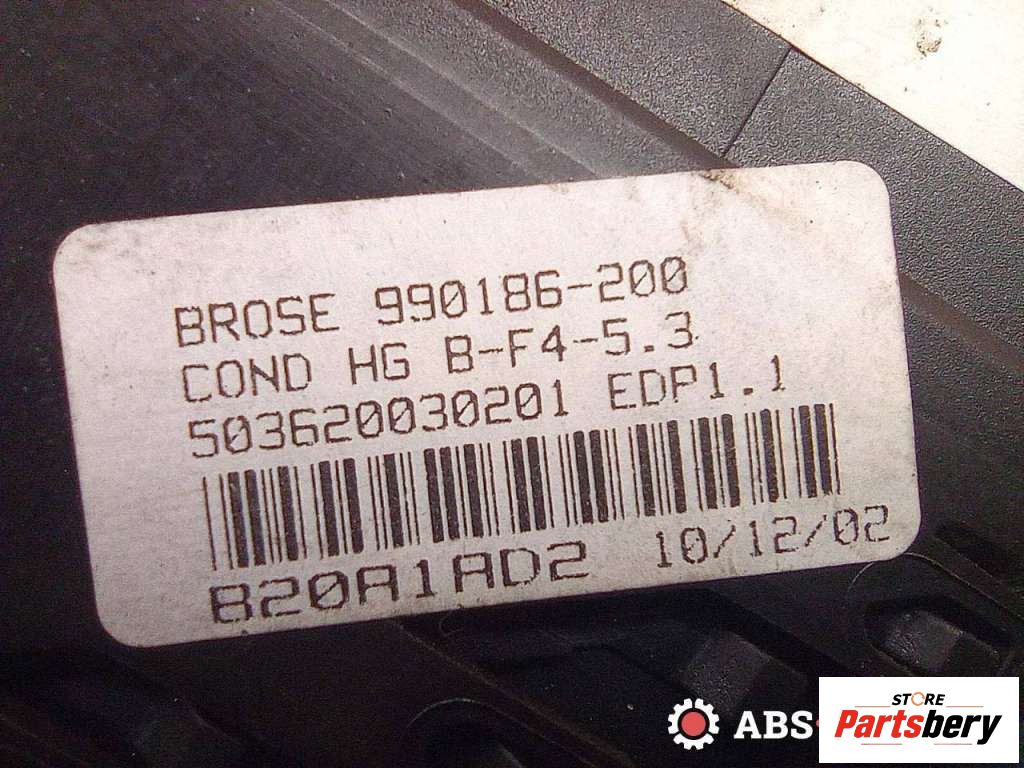 BROSE 990186-200
COND HG B-F4-5.3
503620030201 EDP1.1
B20A1AD2 10/12/02
ABS-
STORE
Partsbery